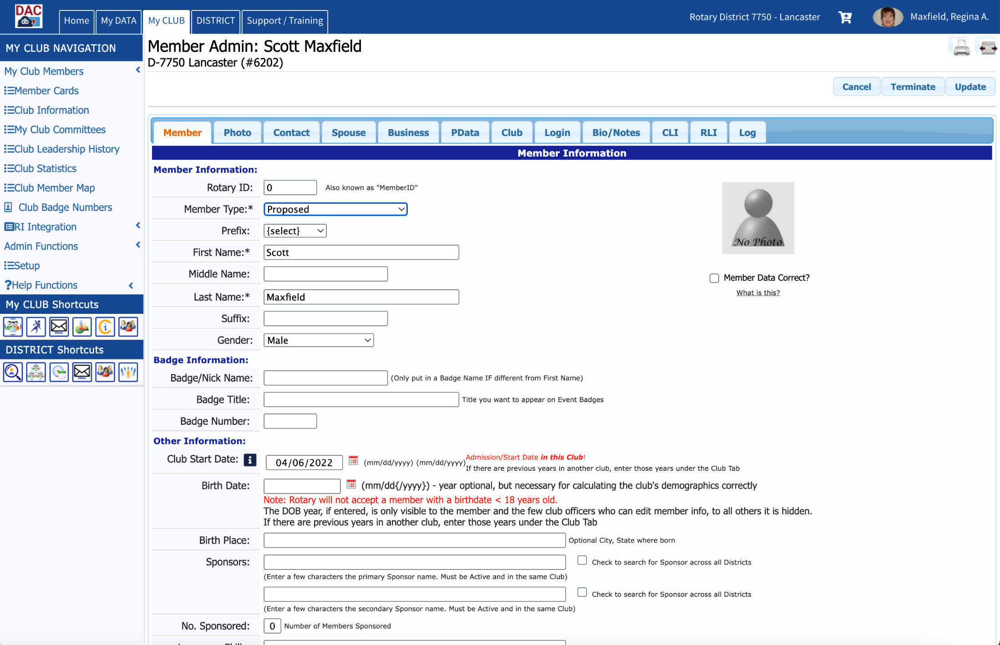 DAC
db
Home
My DATA
My CLUB
DISTRICT
Support / Training
Rotary District 7750 - Lancaster
Maxfield, Regina A.
MY CLUB NAVIGATION
My Club Members
Member Cards
Club Information
My Club Committees
Club Leadership History
Club Statistics
Club Member Map
Club Badge Numbers
RI Integration
Admin Functions
Setup
Help Functions
My CLUB Shortcuts
PMAIL
DISTRICT Shortcuts
PMAIL
Member Admin: Scott Maxfield
D-7750 Lancaster (#6202)
Cancel
Terminate
Update
Member
Photo
Contact
Spouse
Business
PData
Club
Login
Bio/Notes
CLI
RLI
Log
Member Information
Member Information:
Rotary ID: 0 Also known as "MemberID"
Member Type:* Proposed
Prefix: {select}
First Name:* Scott
Middle Name:
Last Name:* Maxfield
Suffix:
Gender: Male
No Photo
Member Data Correct?
What is this?
Badge Information:
Badge/Nick Name: (Only put in a Badge Name IF different from First Name)
Badge Title: Title you want to appear on Event Badges
Badge Number:
Other Information:
Club Start Date: 04/06/2022 (mm/dd/yyyy) (mm/dd/yyyy)
Admission/Start Date in this Club!
If there are previous years in another club, enter those years under the Club Tab
Birth Date: (mm/dd{/yyyy}) - year optional, but necessary for calculating the club's demographics correctly
Note: Rotary will not accept a member with a birthdate < 18 years old.
The DOB year, if entered, is only visible to the member and the few club officers who can edit member info, to all others it is hidden.
If there are previous years in another club, enter those years under the Club Tab
Birth Place: Optional City, State where born
Sponsors: Check to search for Sponsor across all Districts
(Enter a few characters the primary Sponsor name. Must be Active and in the same Club)
Check to search for Sponsor across all Districts
(Enter a few characters the secondary Sponsor name. Must be Active and in the same Club)
No. Sponsored: 0 Number of Members Sponsored